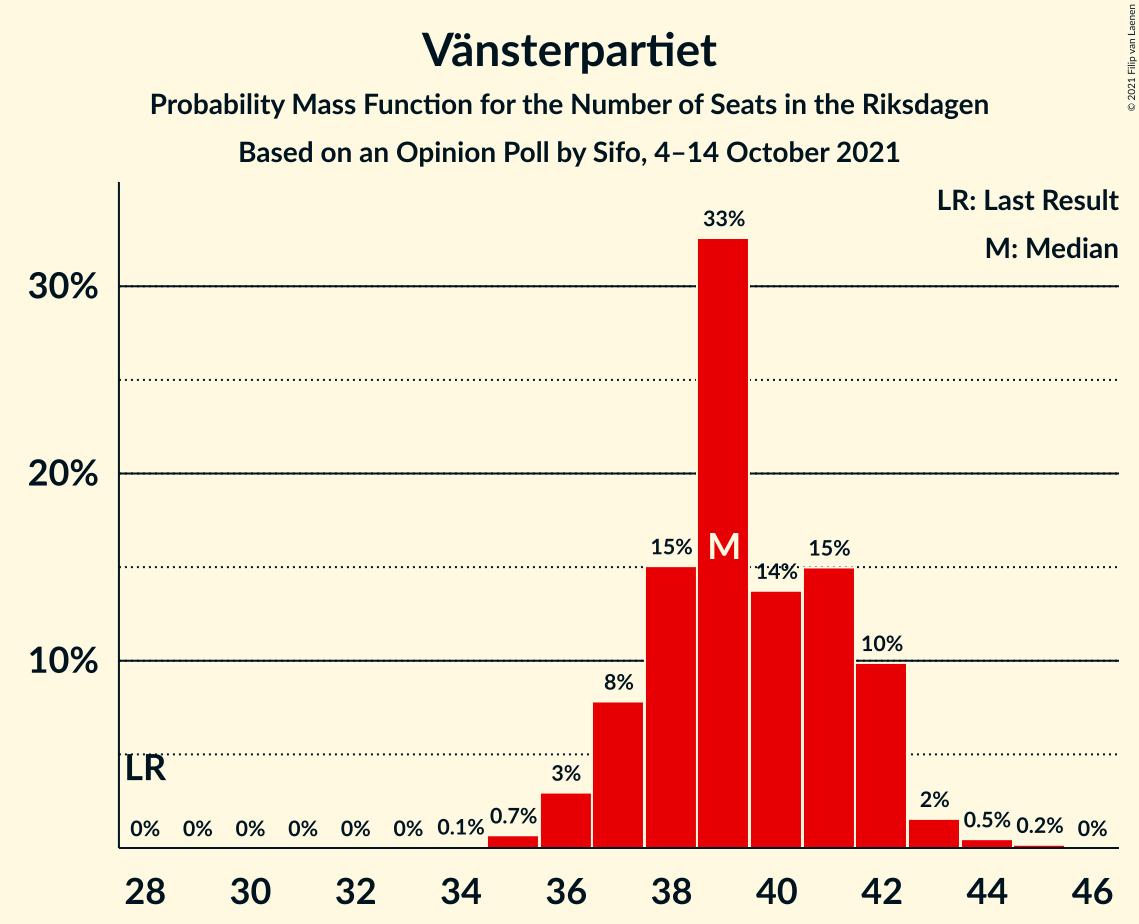 Vänsterpartiet
Probability Mass Function for the Number of Seats in the Riksdagen
Based on an Opinion Poll by Sifo, 4–14 October 2021
© 2021 Filip van Laenen
LR: Last Result
M: Median
30%
20%
10%
33%
15%
M
14%
15%
10%
8%
LR
3%
2%
0%
0%
0%
0%
0%
0%
0.1%
0.7%
0.5%
0.2%
0%
28 30 32 34 36 38 40 42 44 46